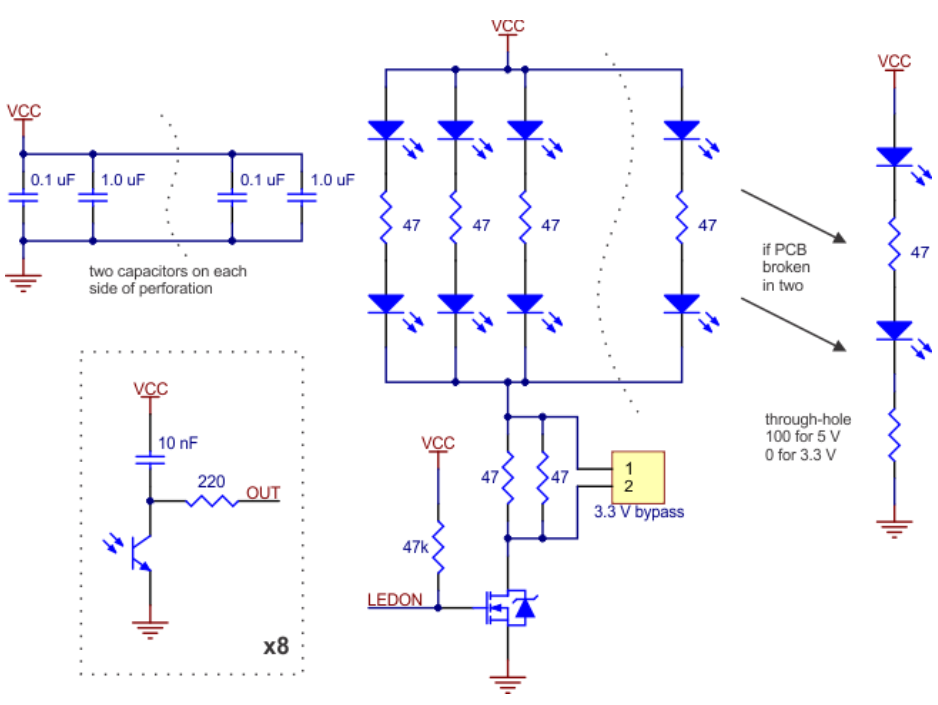 VCC
0.1 uF
1.0 uF
0.1 uF
1.0 uF
two capacitors on each
side of perforation
VCC
47
47
47
47
if PCB
broken
in two
VCC
47
through-hole
100 for 5 V
0 for 3.3 V
VCC
10 nF
220
OUT
x8
VCC
47k
LEDON
47
47
1
2
3.3 V bypass